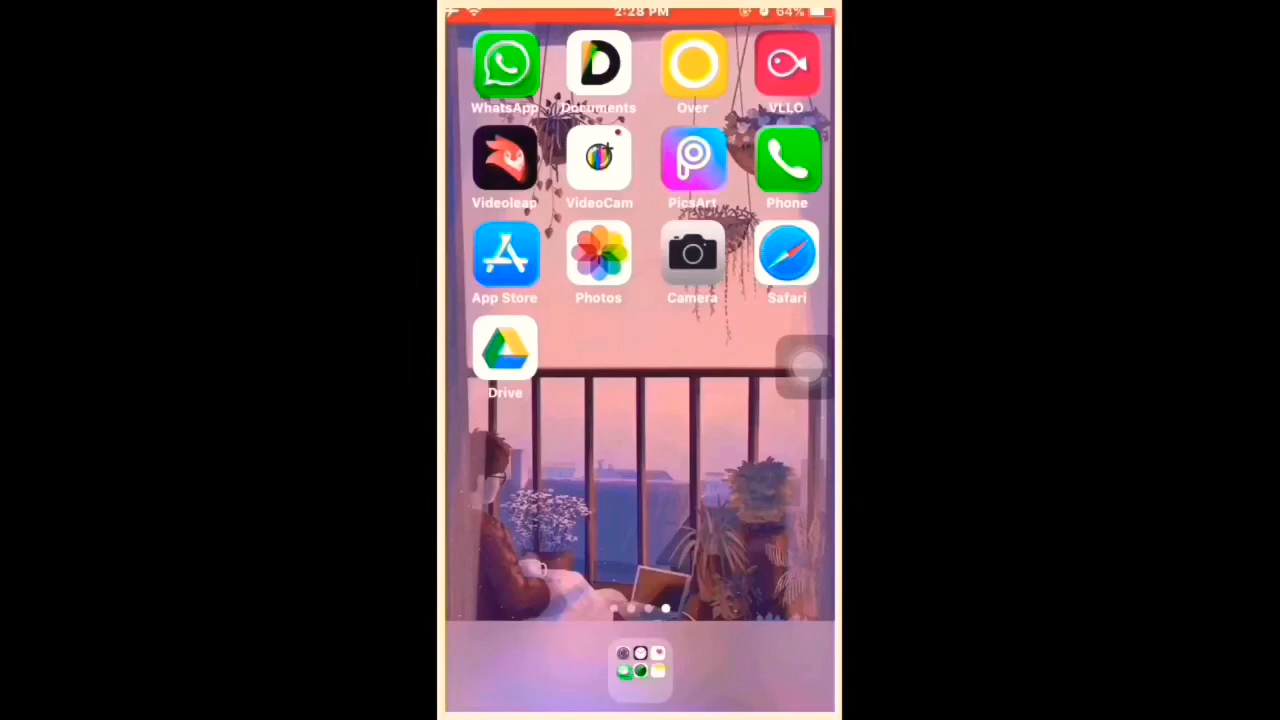 2:28 PM 64%
WhatsApp Documents Over VLLO
Videoleap VideoCam PicsArt Phone
App Store Photos Camera Safari
Drive